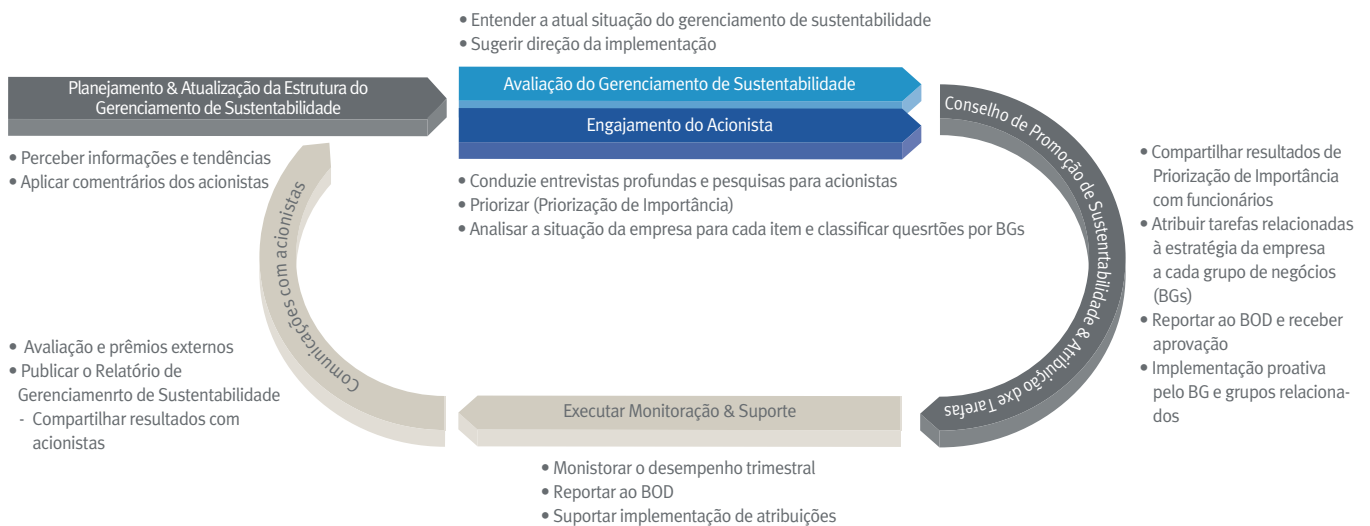 • Entender a atual situação do gerenciamento de sustentabilidade
• Sugerir direção da implementação
Planejamento & Atualização da Estrutura do
Gerenciamento de Sustentabilidade
Avaliação do Gerenciamento de Sustentabilidade
Engajamento do Acionista
• Perceber informações e tendências
• Aplicar comentrários dos acionistas
• Conduzie entrevistas profundas e pesquisas para acionistas
• Priorizar (Priorização de Importância)
• Analisar a situação da empresa para cada item e classificar quesrtões por BGs
Conselho de Promoção de Sustenrtabilidade & Atribuição dxe Tarefas
• Compartilhar resultados de
Priorização de Importância
com funcionários
• Atribuir tarefas relacionadas
à estratégia da empresa
a cada grupo de negócios
(BGs)
• Reportar ao BOD e receber
aprovação
• Implementação proativa
pelo BG e grupos relaciona-
dos
Executar Monitoração & Suporte
• Monistorar o desempenho trimestral
• Reportar ao BOD
• Suportar implementação de atribuições
Comunicações com acionistas
• Avaliação e prêmios externos
• Publicar o Relatório de
Gerenciamenrto de Sustentabilidade
- Compartilhar resultados com
acionistas